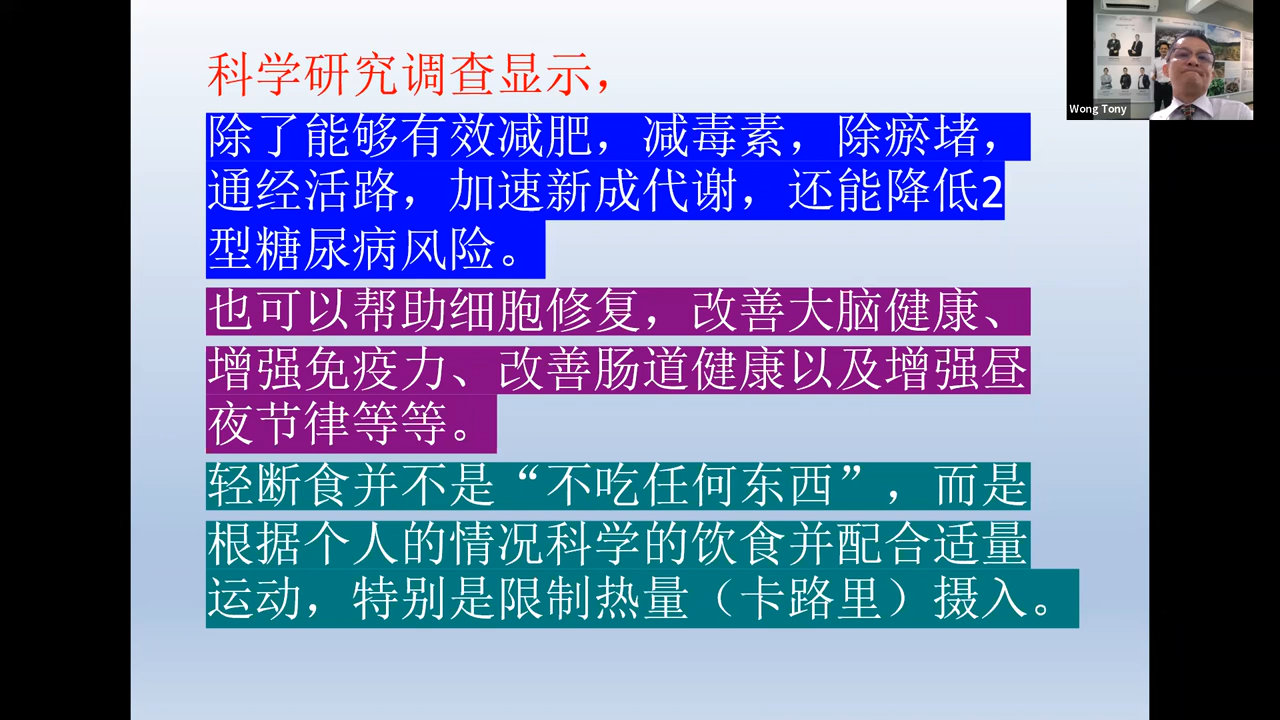 科学研究调查显示，
除了能够有效减肥，减毒素，除瘀堵，
通经活路，加速新成代谢，还能降低2
型糖尿病风险。
也可以帮助细胞修复，改善大脑健康、
增强免疫力、改善肠道健康以及增强昼
夜节律等等。
轻断食并不是“不吃任何东西”，而是
根据个人的情况科学的饮食并配合适量
运动，特别是限制热量（卡路里）摄入。
Wong Tony